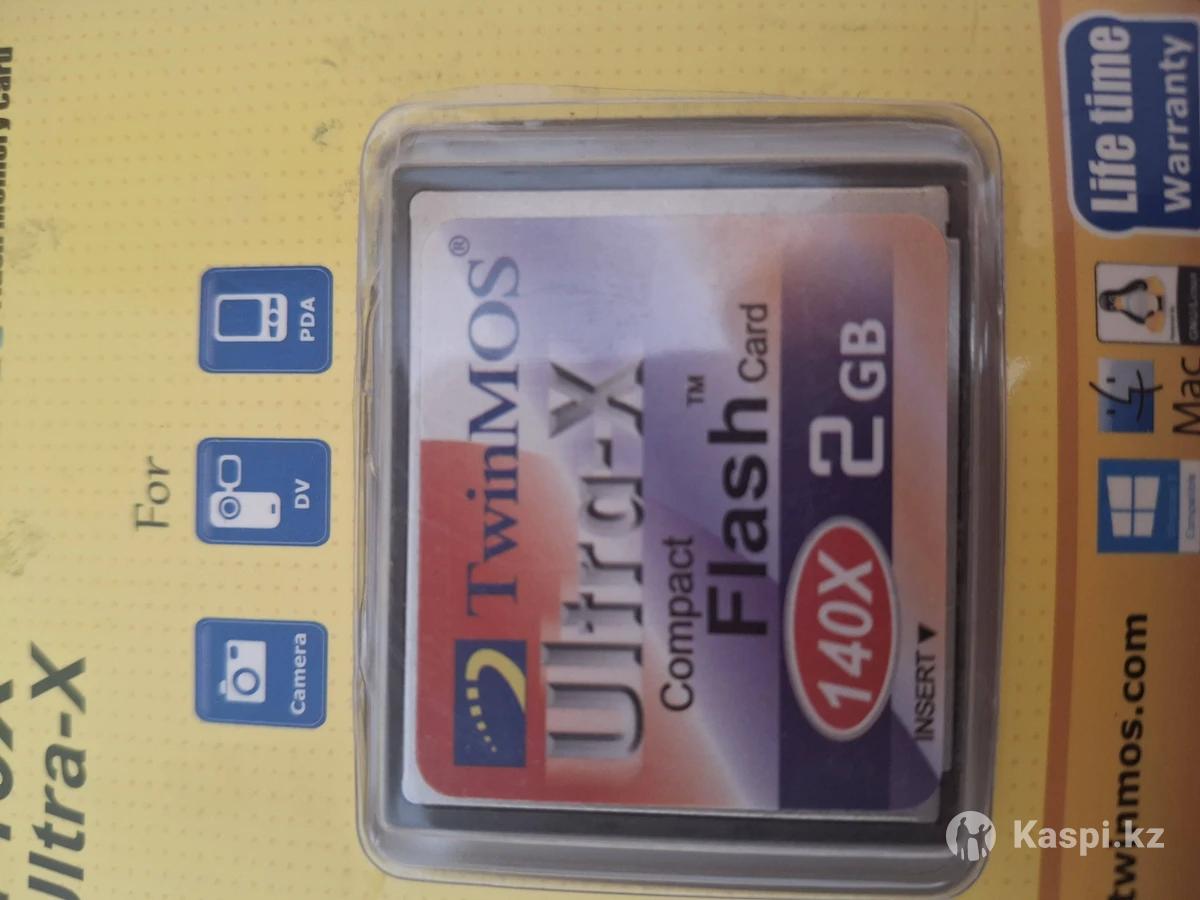 Ultra-X
For
Camera
DV
PDA
TwinMOS®
Ultra-X
Compact
Flash™ Card
140X
2 GB
INSERT▼
Mac
Life time
Warranty
twinmos.com
Kaspi.kz